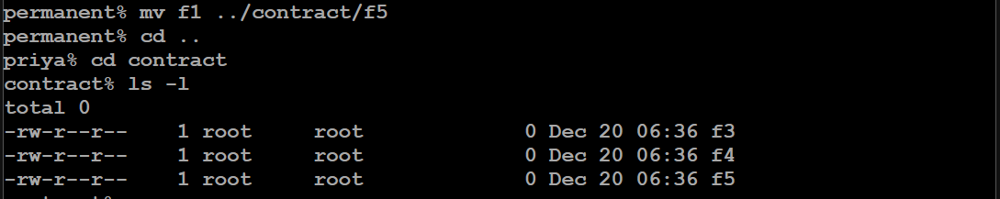 permanent% mv f1 ../contract/f5
permanent% cd ..
priya% cd contract
contract% ls -l
total 0
-rw-r--r--    1 root     root             0 Dec 20 06:36 f3
-rw-r--r--    1 root     root             0 Dec 20 06:36 f4
-rw-r--r--    1 root     root             0 Dec 20 06:36 f5